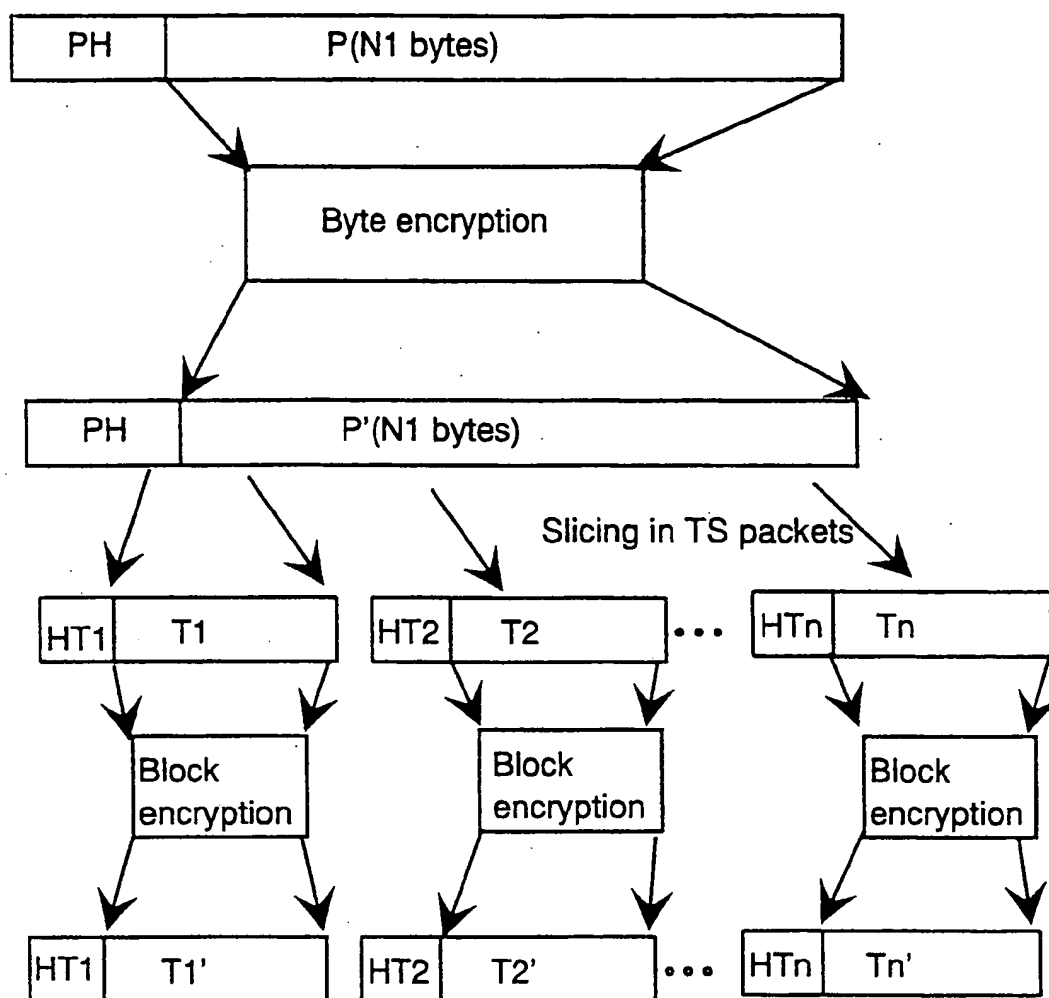 PH P(N1 bytes)
Byte encryption
PH P'(N1 bytes)
Slicing in TS packets
HT1 T1 HT2 T2 ••• HTn Tn
Block
encryption
Block
encryption
Block
encryption
HT1 T1' HT2 T2' ••• HTn Tn'